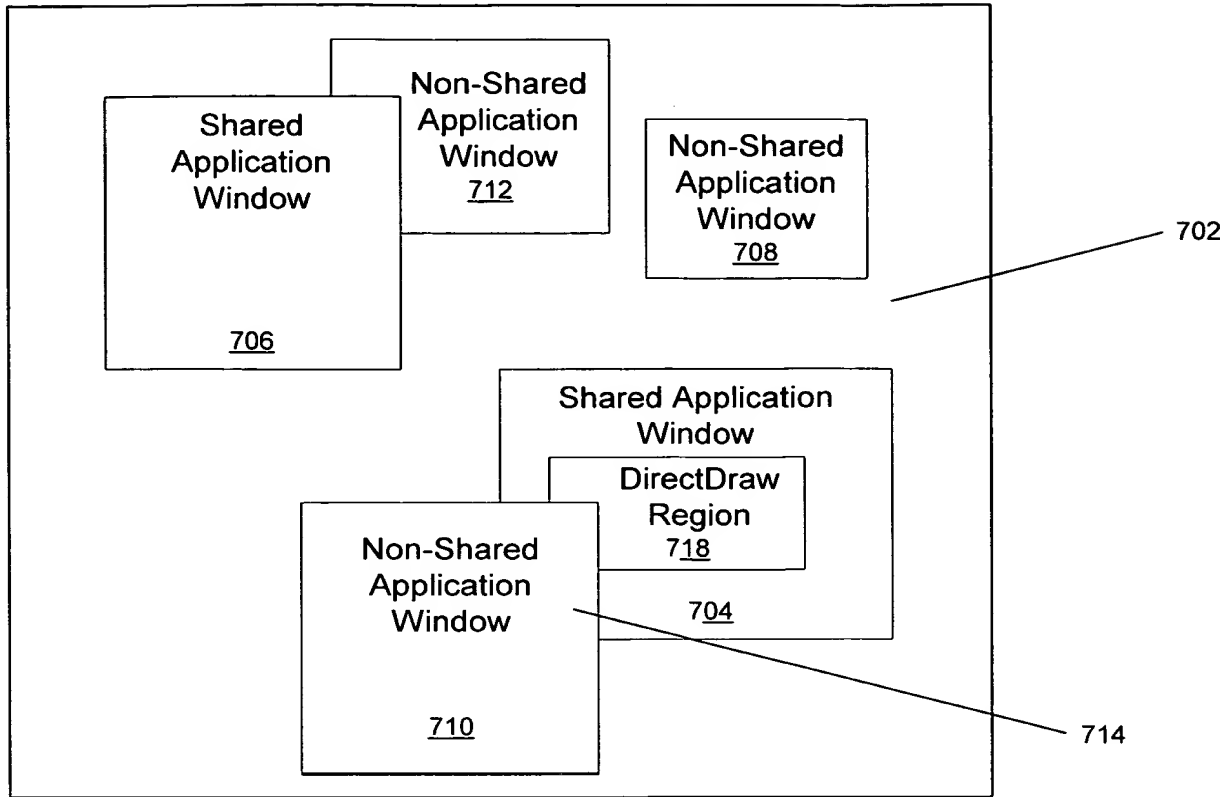 Non-Shared
Application
Window
712
Shared
Application
Window
706
Non-Shared
Application
Window
708
702
Shared Application
Window
DirectDraw
Region
718
704
Non-Shared
Application
Window
710
714